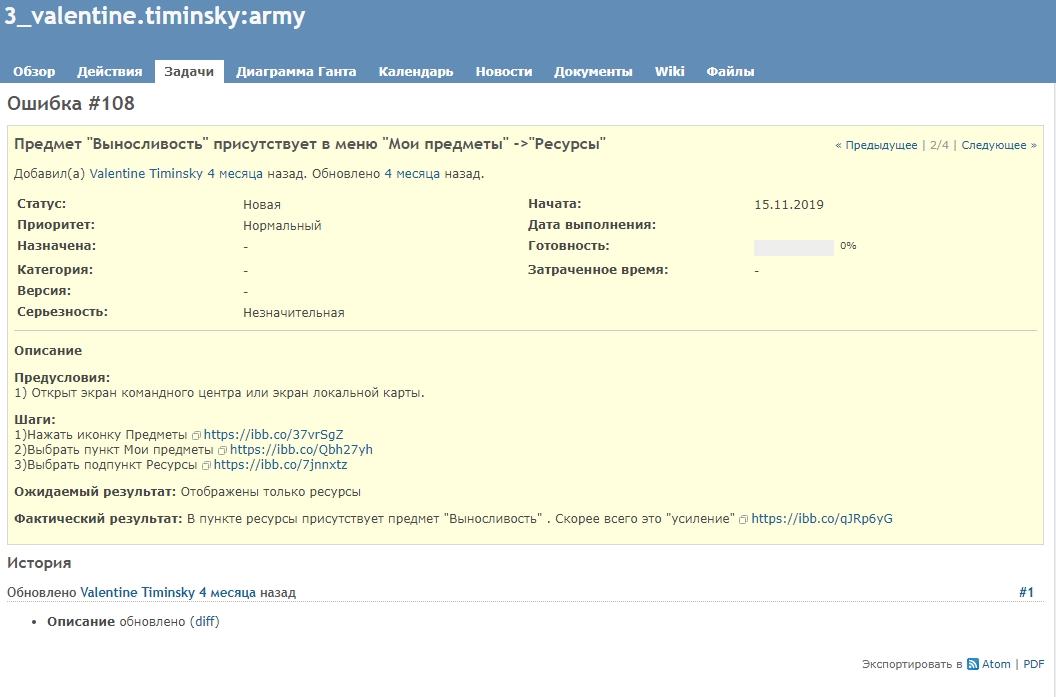 3_valentine.timinsky:army
Обзор Действия Задачи Диаграмма Ганта Календарь Новости Документы Wiki Файлы
Ошибка #108
Предмет "Выносливость" присутствует в меню "Мои предметы" ->"Ресурсы" « Предыдущее | 2/4 | Следующее »
Добавил(а) Valentine Timinsky 4 месяца назад. Обновлено 4 месяца назад.
Статус: Новая Начата: 15.11.2019
Приоритет: Нормальный Дата выполнения:
Назначена: - Готовность: 0%
Категория: - Затраченное время: -
Версия: -
Серьезность: Незначительная
Описание
Предусловия:
1) Открыт экран командного центра или экран локальной карты.
Шаги:
1)Нажать иконку Предметы https://ibb.co/37vrSgZ
2)Выбрать пункт Мои предметы https://ibb.co/Qbh27yh
3)Выбрать подпункт Ресурсы https://ibb.co/7jnnxtz
Ожидаемый результат: Отображены только ресурсы
Фактический результат: В пункте ресурсы присутствует предмет "Выносливость" . Скорее всего это "усиление" https://ibb.co/qJRp6yG
История
Обновлено Valentine Timinsky 4 месяца назад #1
• Описание обновлено (diff)
Экспортировать в Atom | PDF